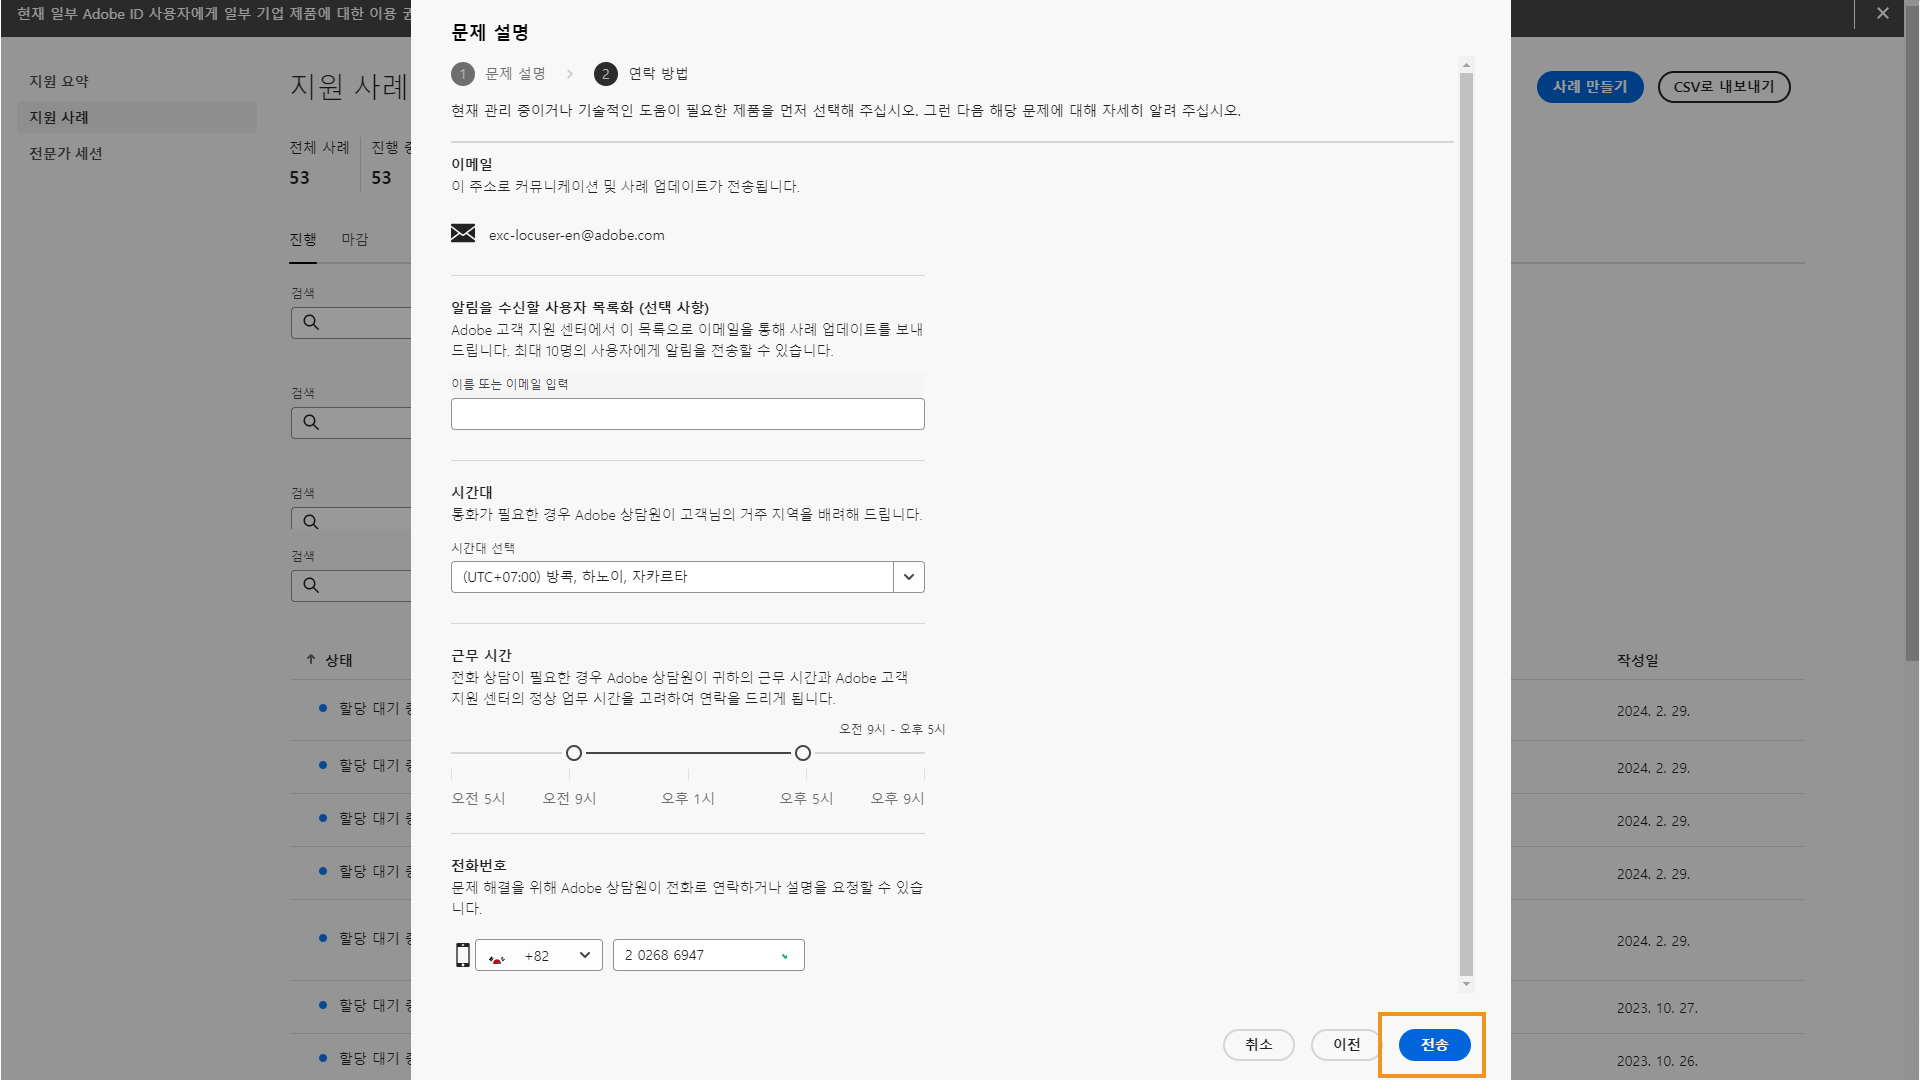 현재 일부 Adobe ID 사용자에게 일부 기업 제품에 대한 이용
지원 요약
지원 사례
전문가 세션
지원 사례
사례 만들기
CSV로 내보내기
전체 사례
진행
53
53
진행
마감
검색
검색
검색
검색
상태
작성일
할당 대기
2024. 2. 29.
할당 대기
2024. 2. 29.
할당 대기
2024. 2. 29.
할당 대기
2024. 2. 29.
할당 대기
2024. 2. 29.
할당 대기
2023. 10. 27.
할당 대기
2023. 10. 26.
문제 설명
1 문제 설명
2 연락 방법
현재 관리 중이거나 기술적인 도움이 필요한 제품을 먼저 선택해 주십시오. 그런 다음 해당 문제에 대해 자세히 알려 주십시오.
이메일
이 주소로 커뮤니케이션 및 사례 업데이트가 전송됩니다.
exc-locuser-en@adobe.com
알림을 수신할 사용자 목록화 (선택 사항)
Adobe 고객 지원 센터에서 이 목록으로 이메일을 통해 사례 업데이트를 보내
드립니다. 최대 10명의 사용자에게 알림을 전송할 수 있습니다.
이름 또는 이메일 입력
시간대
통화가 필요한 경우 Adobe 상담원이 고객님의 거주 지역을 배려해 드립니다.
시간대 선택
(UTC+07:00) 방콕, 하노이, 자카르타
근무 시간
전화 상담이 필요한 경우 Adobe 상담원이 귀하의 근무 시간과 Adobe 고객
지원 센터의 정상 업무 시간을 고려하여 연락을 드리게 됩니다.
오전 9시 - 오후 5시
오전 5시
오전 9시
오후 1시
오후 5시
오후 9시
전화번호
문제 해결을 위해 Adobe 상담원이 전화로 연락하거나 설명을 요청할 수 있습
니다.
+82
2 0268 6947
취소
이전
전송